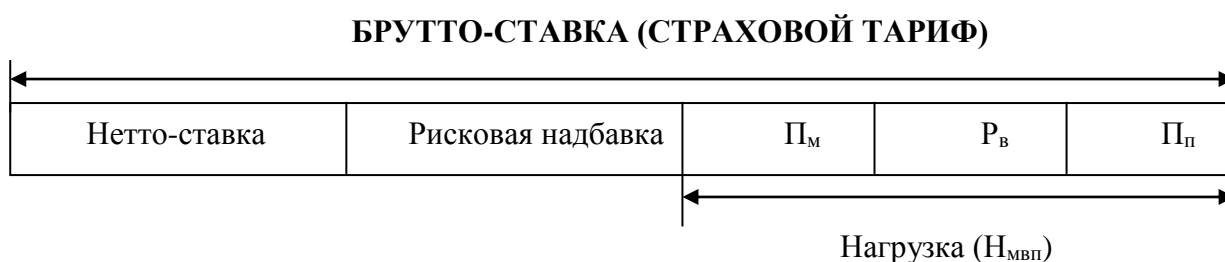 БРУТТО-СТАВКА (СТРАХОВОЙ ТАРИФ)
Нетто-ставка Рисковая надбавка Пм Рв Пп
Нагрузка (Нмвп)